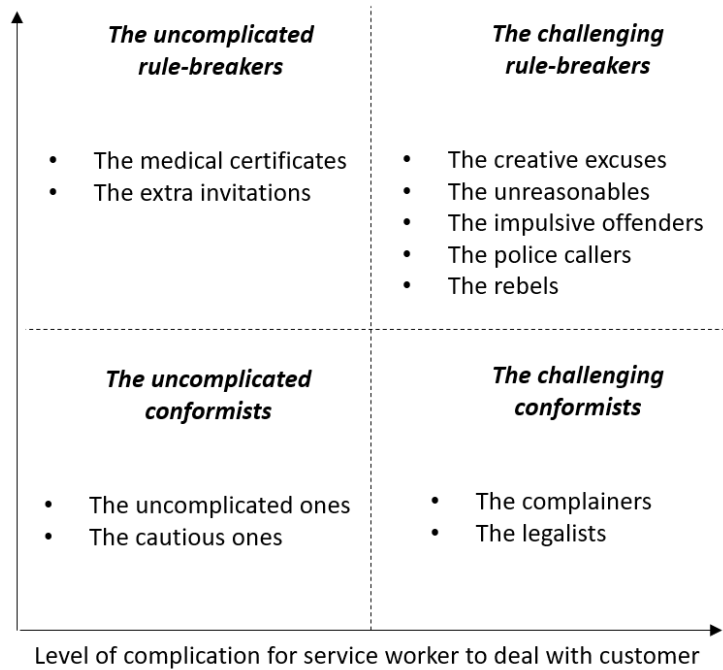 The uncomplicated
rule-breakers
• The medical certificates
• The extra invitations
The challenging
rule-breakers
• The creative excuses
• The unreasonables
• The impulsive offenders
• The police callers
• The rebels
The uncomplicated
conformists
• The uncomplicated ones
• The cautious ones
The challenging
conformists
• The complainers
• The legalists
Level of complication for service worker to deal with customer